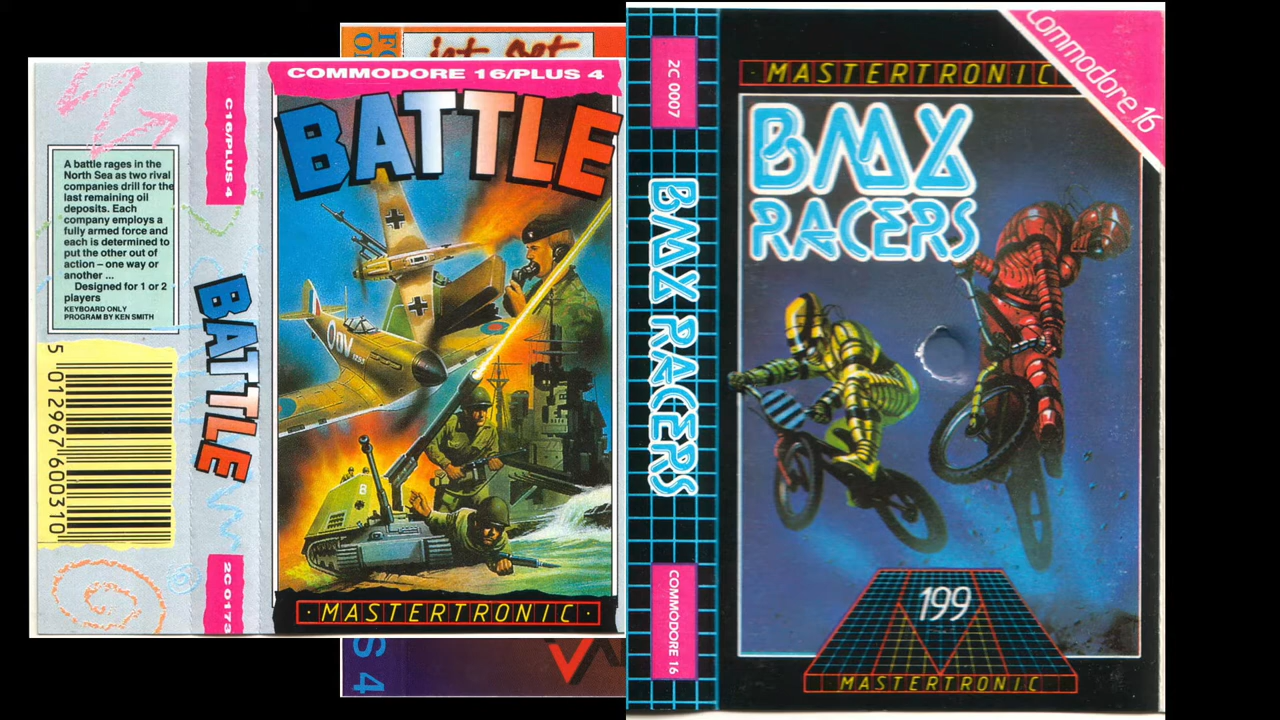 A battle rages in the
North Sea as two rival
companies drill for the
last remaining oil
deposits. Each
company employs a
fully armed force and
each is determined to
put the other out of
action – one way or
another ...
Designed for 1 or 2
players
KEYBOARD ONLY
PROGRAM BY KEN SMITH
5 012967 600310
C16/PLUS 4
BATTLE
2C 0173
COMMODORE 16/PLUS 4
BATTLE
MASTERTRONIC
jet set
S 4
2C 0007
BMX RACERS
COMMODORE 16
Commodore 16
MASTERTRONIC
BMX
RACERS
199
MASTERTRONIC